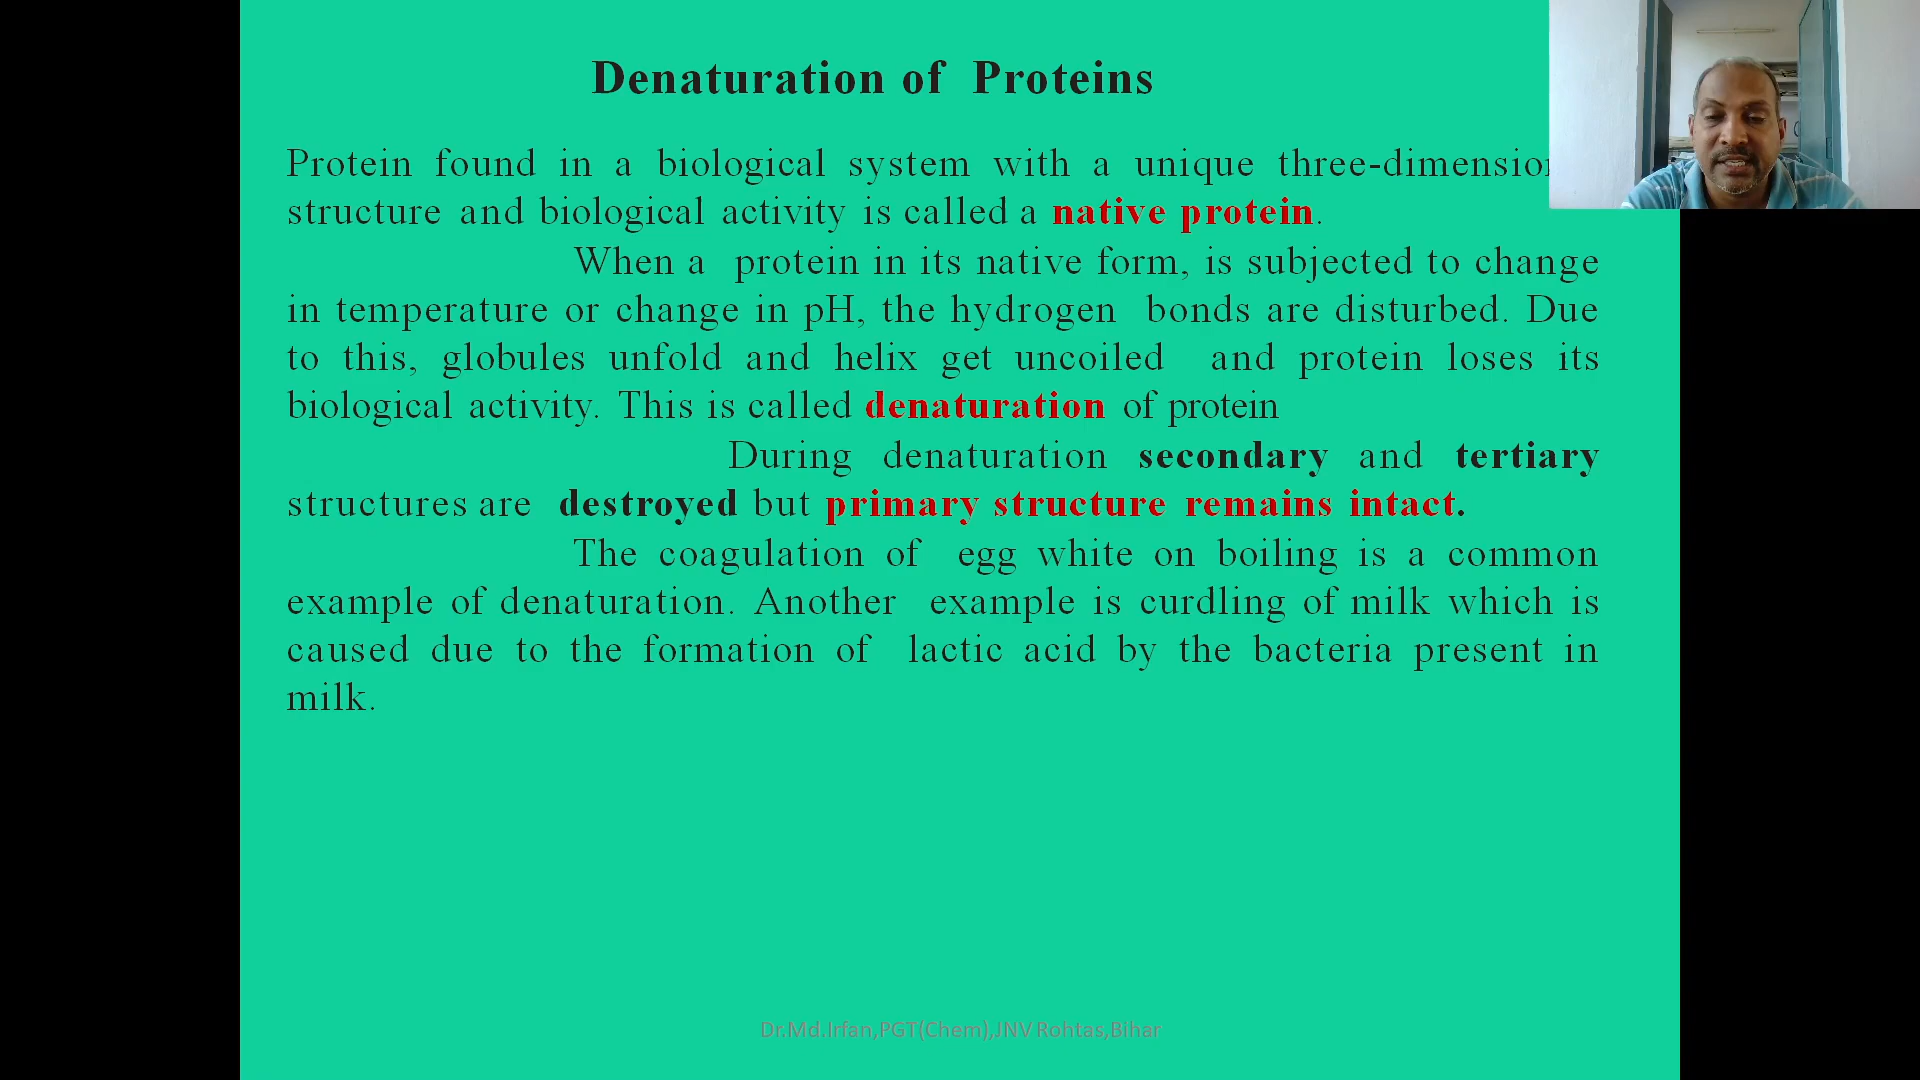 Denaturation of Proteins
Protein found in a biological system with a unique three-dimension
structure and biological activity is called a native protein.
When a protein in its native form, is subjected to change
in temperature or change in pH, the hydrogen bonds are disturbed. Due
to this, globules unfold and helix get uncoiled and protein loses its
biological activity. This is called denaturation of protein
During denaturation secondary and tertiary
structures are destroyed but primary structure remains intact.
The coagulation of egg white on boiling is a common
example of denaturation. Another example is curdling of milk which is
caused due to the formation of lactic acid by the bacteria present in
milk.
Dr.Md.Irfan,PGT(Chem),JNV Rohtas,Bihar